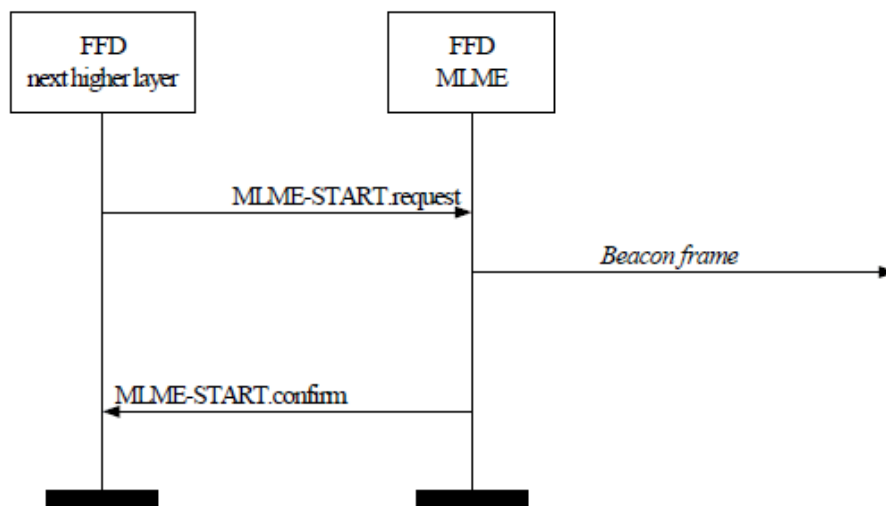 FFD
next higher layer
FFD
MLME
MLME-START.request
Beacon frame
MLME-START.confirm